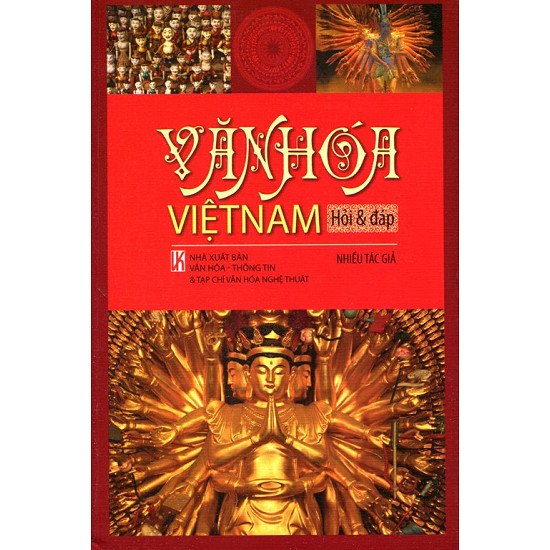 VĂN HÓA
VIỆT NAM Hỏi & đáp
NHÀ XUẤT BẢN
VĂN HÓA - THÔNG TIN
& TẠP CHÍ VĂN HÓA NGHỆ THUẬT
NHIỀU TÁC GIẢ